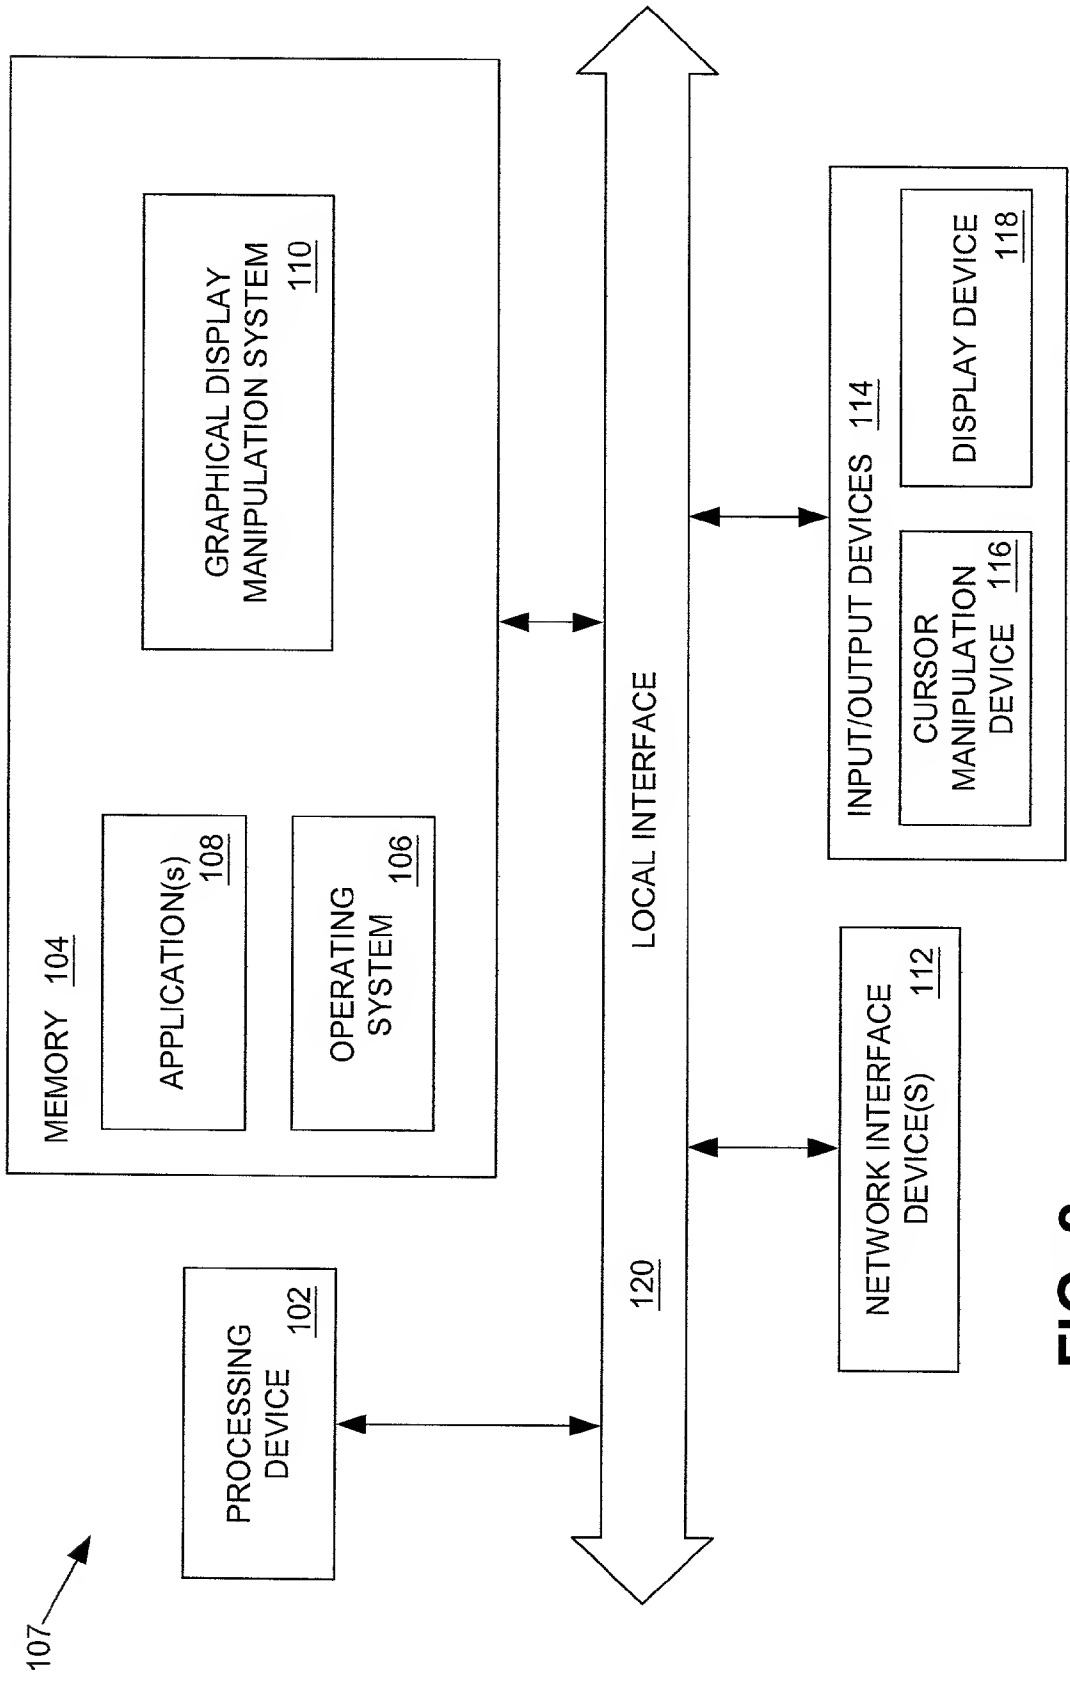 107
PROCESSING
DEVICE
102
MEMORY 104
APPLICATION(s)
108
OPERATING
SYSTEM
106
GRAPHICAL DISPLAY
MANIPULATION SYSTEM
110
120
LOCAL INTERFACE
NETWORK INTERFACE
DEVICE(S)
112
INPUT/OUTPUT DEVICES 114
CURSOR
MANIPULATION
DEVICE 116
DISPLAY DEVICE
118
FIG.